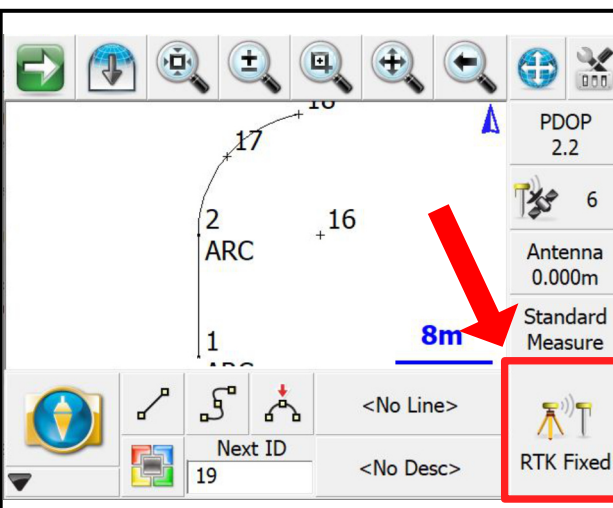 PDOP
2.2
17
6
2
ARC
16
Antenna
0.000m
Standard
Measure
1
8m
<No Line>
RTK Fixed
Next ID
19
<No Desc>